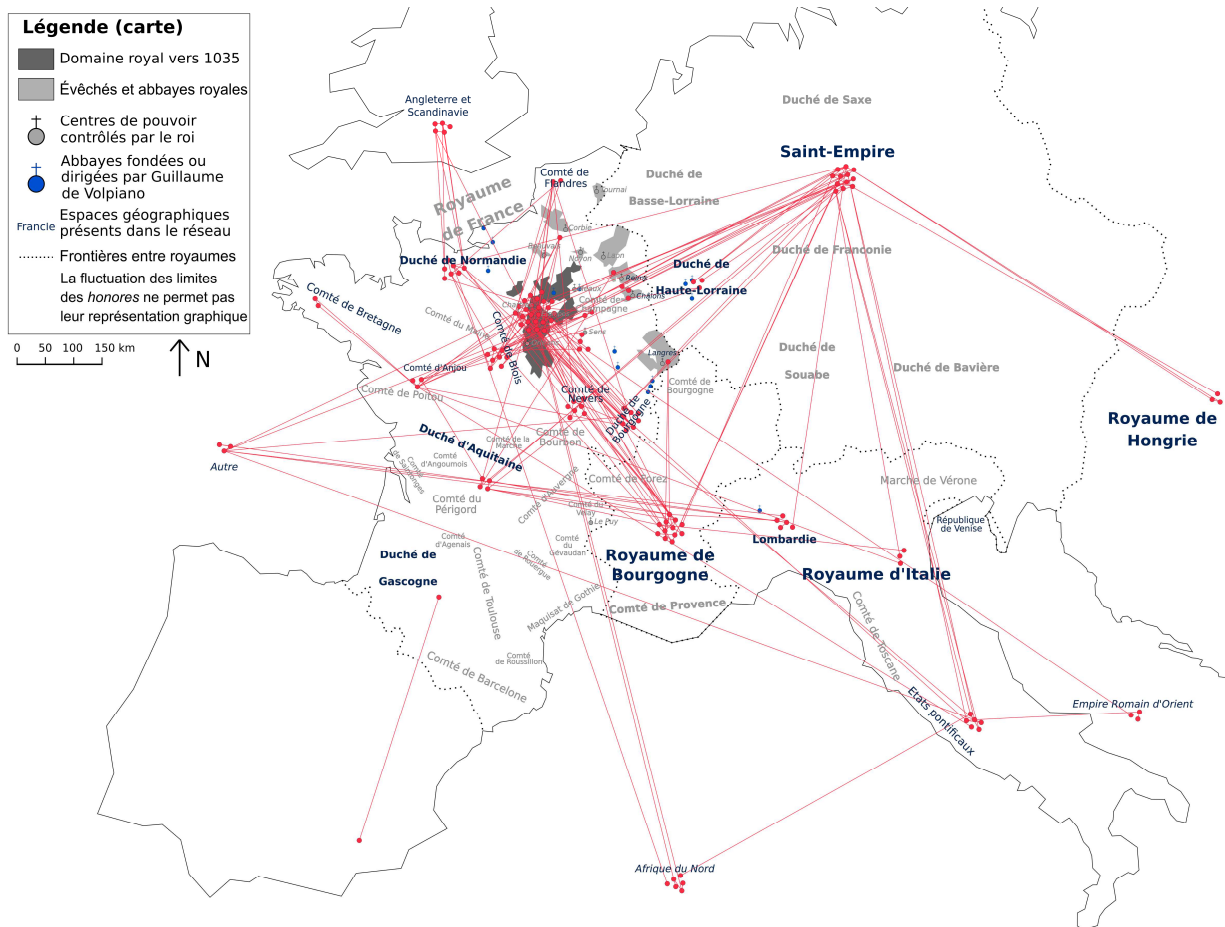 Légende (carte)
Domaine royal vers 1035
Évêchés et abbayes royales
Centres de pouvoir
contrôlés par le roi
Abbayes fondées ou
dirigées par Guillaume
de Volpiano
Francie
Espaces géographiques
présents dans le réseau
Frontières entre royaumes
La fluctuation des limites
des honores ne permet pas
leur représentation graphique
0 50 100 150 km
N
Angleterre et
Scandinavie
Duché de Saxe
Saint-Empire
Comté de
Flandres
Tournai
Duché de
Basse-Lorraine
Royaume
de France
Corbie
Beauvais
Noyon
Laon
Duché de Franconie
Duché de Normandie
Reims
Châlons
Meaux
Duché de
Haute-Lorraine
Comté de
Champagne
Comté de Bretagne
Comté du Maine
Comté de Blois
Sens
Langres
Duché de
Souabe
Duché de Bavière
Comté d'Anjou
Comté de Poitou
Comté de
Nevers
Comté de
Bourgogne
Duché de
Bourgogne
Royaume de
Hongrie
Duché d'Aquitaine
Comté de la
Marche
Comté de
Bourbon
Autre
Comté
de Saintonges
Comté
d'Angoumois
Comté du
Périgord
Comté d'Auvergne
Comté de Forez
Marche de Vérone
Comté du
Velay
Le Puy
République
de Venise
Lombardie
Comté
d'Agenais
Comté
du
Gévaudan
Comté
de Rouergue
Duché de
Gascogne
Royaume de
Bourgogne
Royaume d'Italie
Comté de Toulouse
Maquisat de Gothie
Comté de Provence
Comté de Toscane
Comté
de Roussillon
Comté de Barcelone
Etats pontificaux
Empire Romain d'Orient
Afrique du Nord